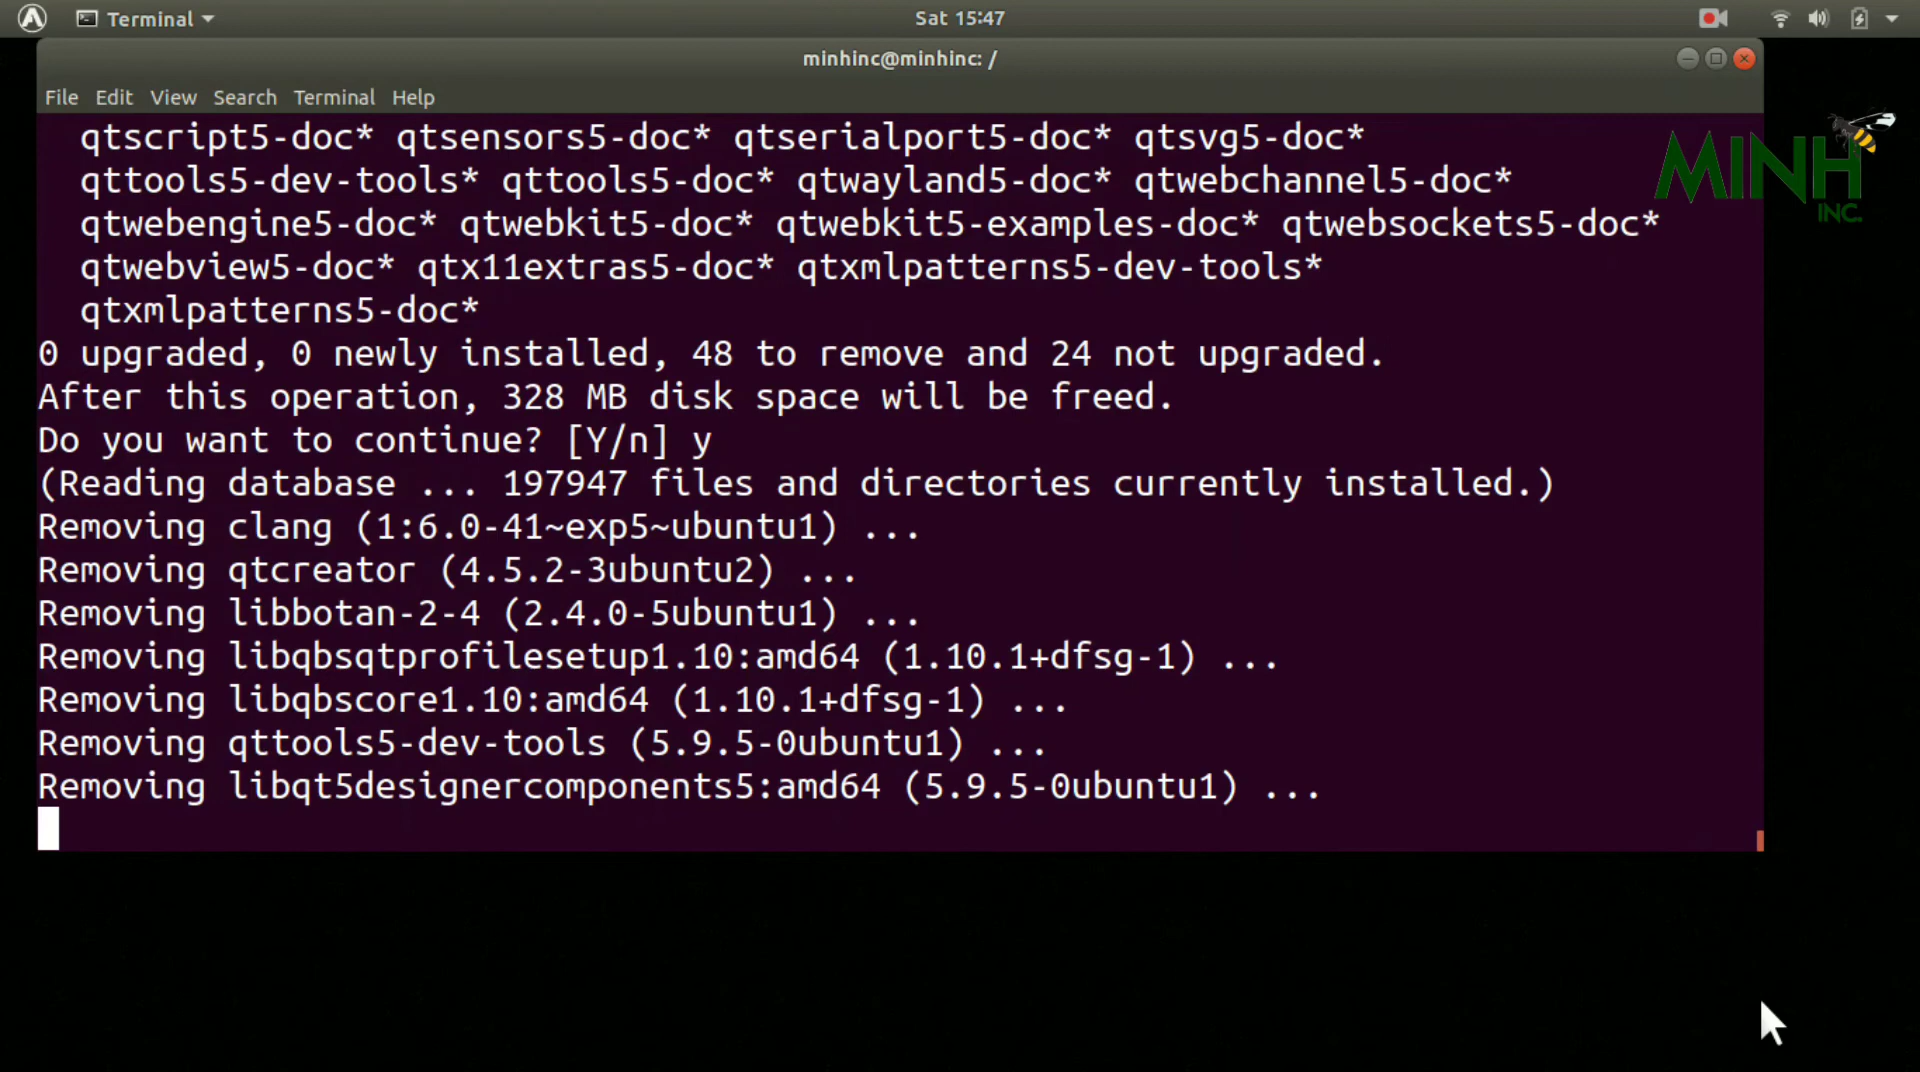 Terminal
Sat 15:47
minhinc@minhinc: /
File Edit View Search Terminal Help
qtscript5-doc* qtsensors5-doc* qtserialport5-doc* qtsvg5-doc*
qttools5-dev-tools* qttools5-doc* qtwayland5-doc* qtwebchannel5-doc*
qtwebengine5-doc* qtwebkit5-doc* qtwebkit5-examples-doc* qtwebsockets5-doc*
qtwebview5-doc* qtx11extras5-doc* qtxmlpatterns5-dev-tools*
qtxmlpatterns5-doc*
0 upgraded, 0 newly installed, 48 to remove and 24 not upgraded.
After this operation, 328 MB disk space will be freed.
Do you want to continue? [Y/n] y
(Reading database ... 197947 files and directories currently installed.)
Removing clang (1:6.0-41~exp5~ubuntu1) ...
Removing qtcreator (4.5.2-3ubuntu2) ...
Removing libbotan-2-4 (2.4.0-5ubuntu1) ...
Removing libqbsqtprofilesetup1.10:amd64 (1.10.1+dfsg-1) ...
Removing libqbscore1.10:amd64 (1.10.1+dfsg-1) ...
Removing qttools5-dev-tools (5.9.5-0ubuntu1) ...
Removing libqt5designercomponents5:amd64 (5.9.5-0ubuntu1) ...
MINH
INC.